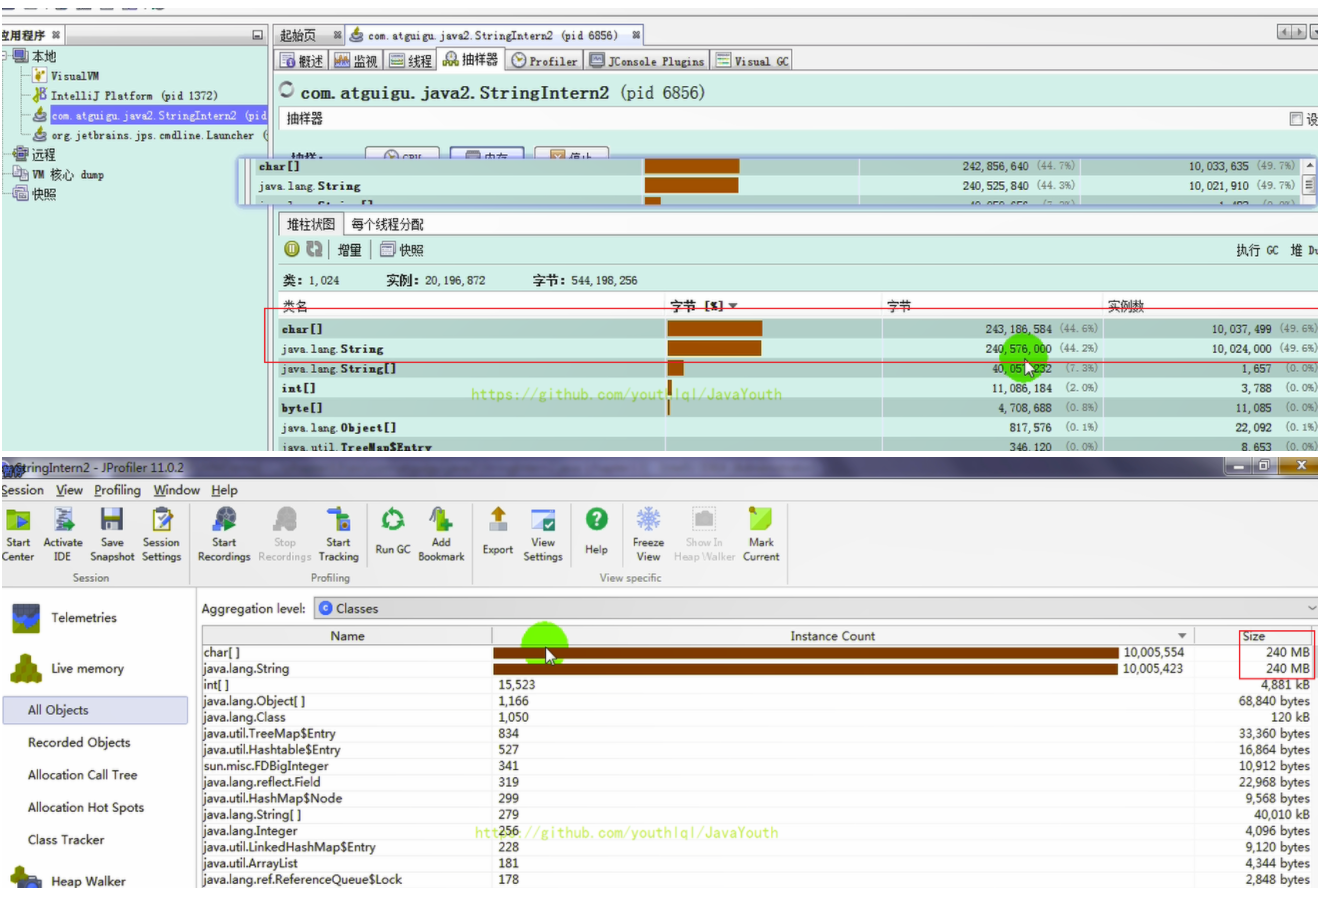 应用程序
起始页 com.atguigu.java2.StringIntern2 (pid 6856)
本地
VisualVM
IntelliJ Platform (pid 1372)
com.atguigu.java2.StringIntern2 (pid
org.jetbrains.jps.cmdline.Launcher (
远程
VM 核心 dump
快照
概述 监视 线程 抽样器 Profiler JConsole Plugins Visual GC
com.atguigu.java2.StringIntern2 (pid 6856)
抽样器 设
抽样: CPU 内存 停止
char[] 242,856,640 (44.7%) 10,033,635 (49.7%)
java.lang.String 240,525,840 (44.3%) 10,021,910 (49.7%)
堆柱状图 每个线程分配
增量 快照 执行 GC 堆 Du
类: 1,024 实例: 20,196,872 字节: 544,198,256
类名 字节 [%] 字节 实例数
char[] 243,186,584 (44.6%) 10,037,499 (49.6%)
java.lang.String 240,576,000 (44.2%) 10,024,000 (49.6%)
java.lang.String[] (7.3%) 1,657 (0.0%)
int[] 11,086,184 (2.0%) 3,788 (0.0%)
https://github.com/youthlql/JavaYouth
byte[] 4,708,688 (0.8%) 11,085 (0.0%)
java.lang.Object[] 817,576 (0.1%) 22,092 (0.1%)
java.util.TreeMap$Entry 346,120 (0.0%) 8,653 (0.0%)
StringIntern2 - JProfiler 11.0.2
Session View Profiling Window Help
Start Center Activate IDE Save Snapshot Session Settings Start Recordings Stop Recordings Start Tracking Run GC Add Bookmark Export View Settings Help Freeze View Show In Heap Walker Mark Current
Session Profiling View specific
Telemetries
Live memory
All Objects
Recorded Objects
Allocation Call Tree
Allocation Hot Spots
Class Tracker
Heap Walker
Aggregation level: Classes
Name Instance Count Size
char[ ] 10,005,554 240 MB
java.lang.String 10,005,423 240 MB
int[ ] 15,523 4,881 kB
java.lang.Object[ ] 1,166 68,840 bytes
java.lang.Class 1,050 120 kB
java.util.TreeMap$Entry 834 33,360 bytes
java.util.Hashtable$Entry 527 16,864 bytes
sun.misc.FDBigInteger 341 10,912 bytes
java.lang.reflect.Field 319 22,968 bytes
java.util.HashMap$Node 299 9,568 bytes
java.lang.String[ ] 279 40,010 kB
java.lang.Integer 256 4,096 bytes
https://github.com/youthlql/JavaYouth
java.util.LinkedHashMap$Entry 228 9,120 bytes
java.util.ArrayList 181 4,344 bytes
java.lang.ref.ReferenceQueue$Lock 178 2,848 bytes